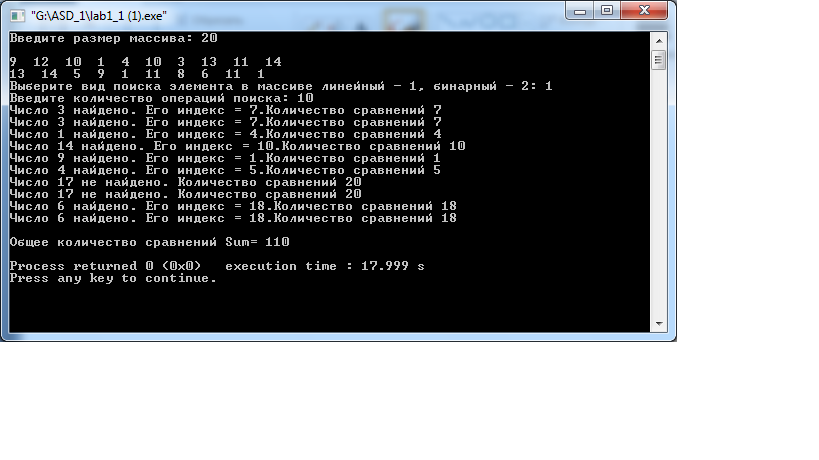 "G:\ASD_1\lab1_1 (1).exe"
Введите размер массива: 20
9 12 10 1 4 10 3 13 11 14
13 14 5 9 1 11 8 6 11 1
Выберите вид поиска элемента в массиве линейный - 1, бинарный - 2: 1
Введите количество операций поиска: 10
Число 3 найдено. Его индекс = 7.Количество сравнений 7
Число 3 найдено. Его индекс = 7.Количество сравнений 7
Число 1 найдено. Его индекс = 4.Количество сравнений 4
Число 14 найдено. Его индекс = 10.Количество сравнений 10
Число 9 найдено. Его индекс = 1.Количество сравнений 1
Число 4 найдено. Его индекс = 5.Количество сравнений 5
Число 17 не найдено. Количество сравнений 20
Число 17 не найдено. Количество сравнений 20
Число 6 найдено. Его индекс = 18.Количество сравнений 18
Число 6 найдено. Его индекс = 18.Количество сравнений 18
Общее количество сравнений Sum= 110
Process returned 0 (0x0) execution time : 17.999 s
Press any key to continue.